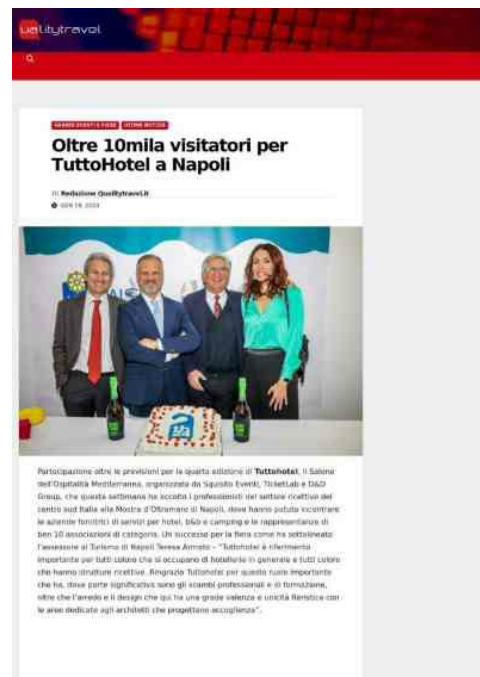 ualitytravel
GRANDI EVENTI E FIERE ULTIME NOTIZIE
Oltre 10mila visitatori per
TuttoHotel a Napoli
Di Redazione Qualitytravel.it
GEN 19,
Partecipazione oltre le previsioni per la quarta edizione di Tuttohotel, il Salone
dell'Ospitalità Mediterranea, organizzata da Squisito Eventi, TicketLab e D&D
Group, che questa settimana ha accolto i professionisti del settore ricettivo del
centro sud Italia alla Mostra d'Oltremare di Napoli, dove hanno potuto incontrare
le aziende fornitrici di servizi per hotel, b&b e camping e le rappresentanze di
ben 10 associazioni di categoria. Un successo per la fiera come ha sottolineato
l'assessore al Turismo di Napoli Teresa Armato – "Tuttohotel è riferimento
importante per tutti coloro che si occupano di hotellerie in generale e tutti coloro
che hanno strutture ricettive. Ringrazio Tuttohotel per questo ruolo importante
che ha, dove parte significativa sono gli scambi professionali e di formazione,
oltre che l'arredo e il design che qui ha una grade valenza e unicità fieristica con
le aree dedicate agli architetti che progettano accoglienza".